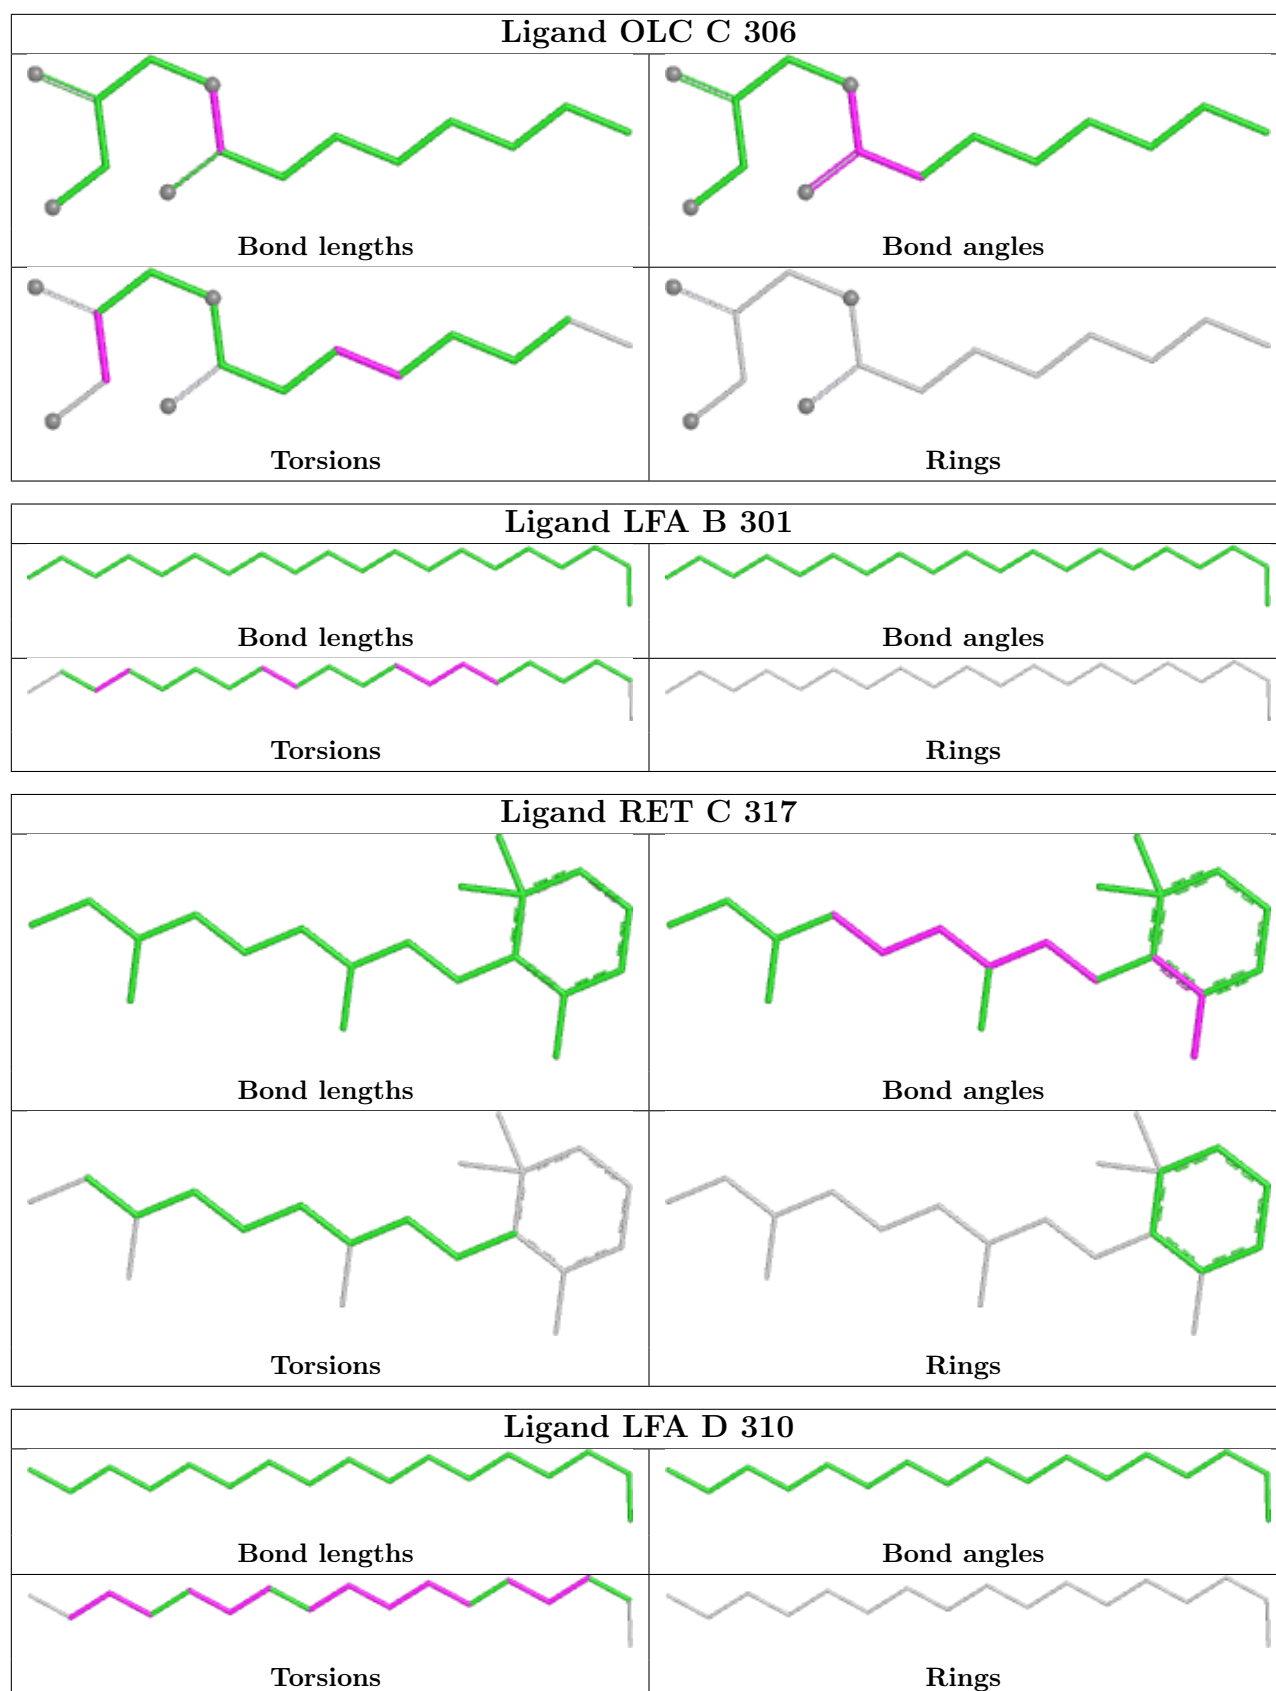 Ligand OLC C 306
Bond lengths
Bond angles
Torsions
Rings
Ligand LFA B 301
Bond lengths
Bond angles
Torsions
Rings
Ligand RET C 317
Bond lengths
Bond angles
Torsions
Rings
Ligand LFA D 310
Bond lengths
Bond angles
Torsions
Rings